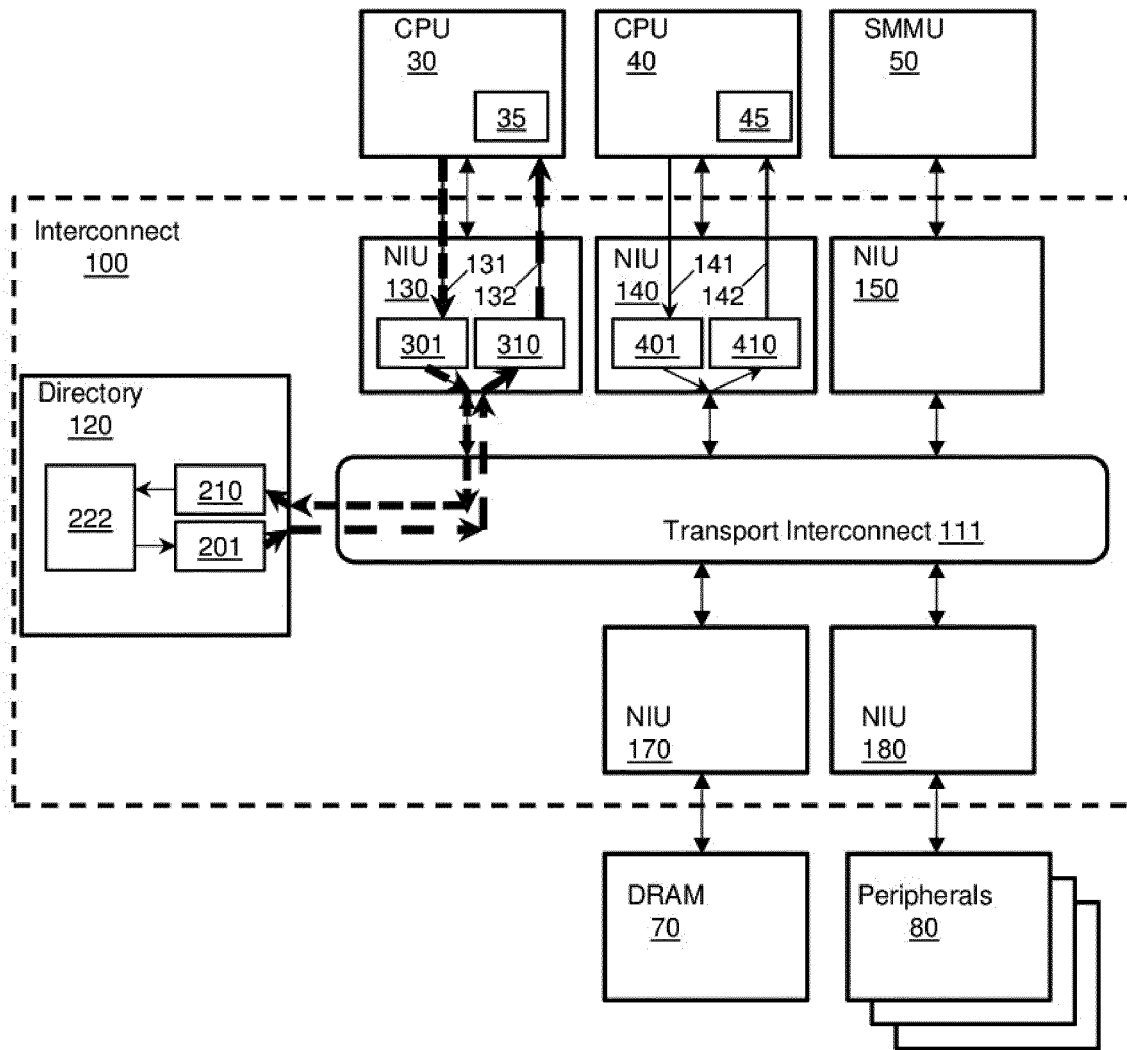 CPU
30
35
CPU
40
45
SMMU
50
Interconnect
100
NIU
130
131
132
301
310
NIU
140
141
142
401
410
NIU
150
Directory
120
222
210
201
Transport Interconnect 111
NIU
170
NIU
180
DRAM
70
Peripherals
80